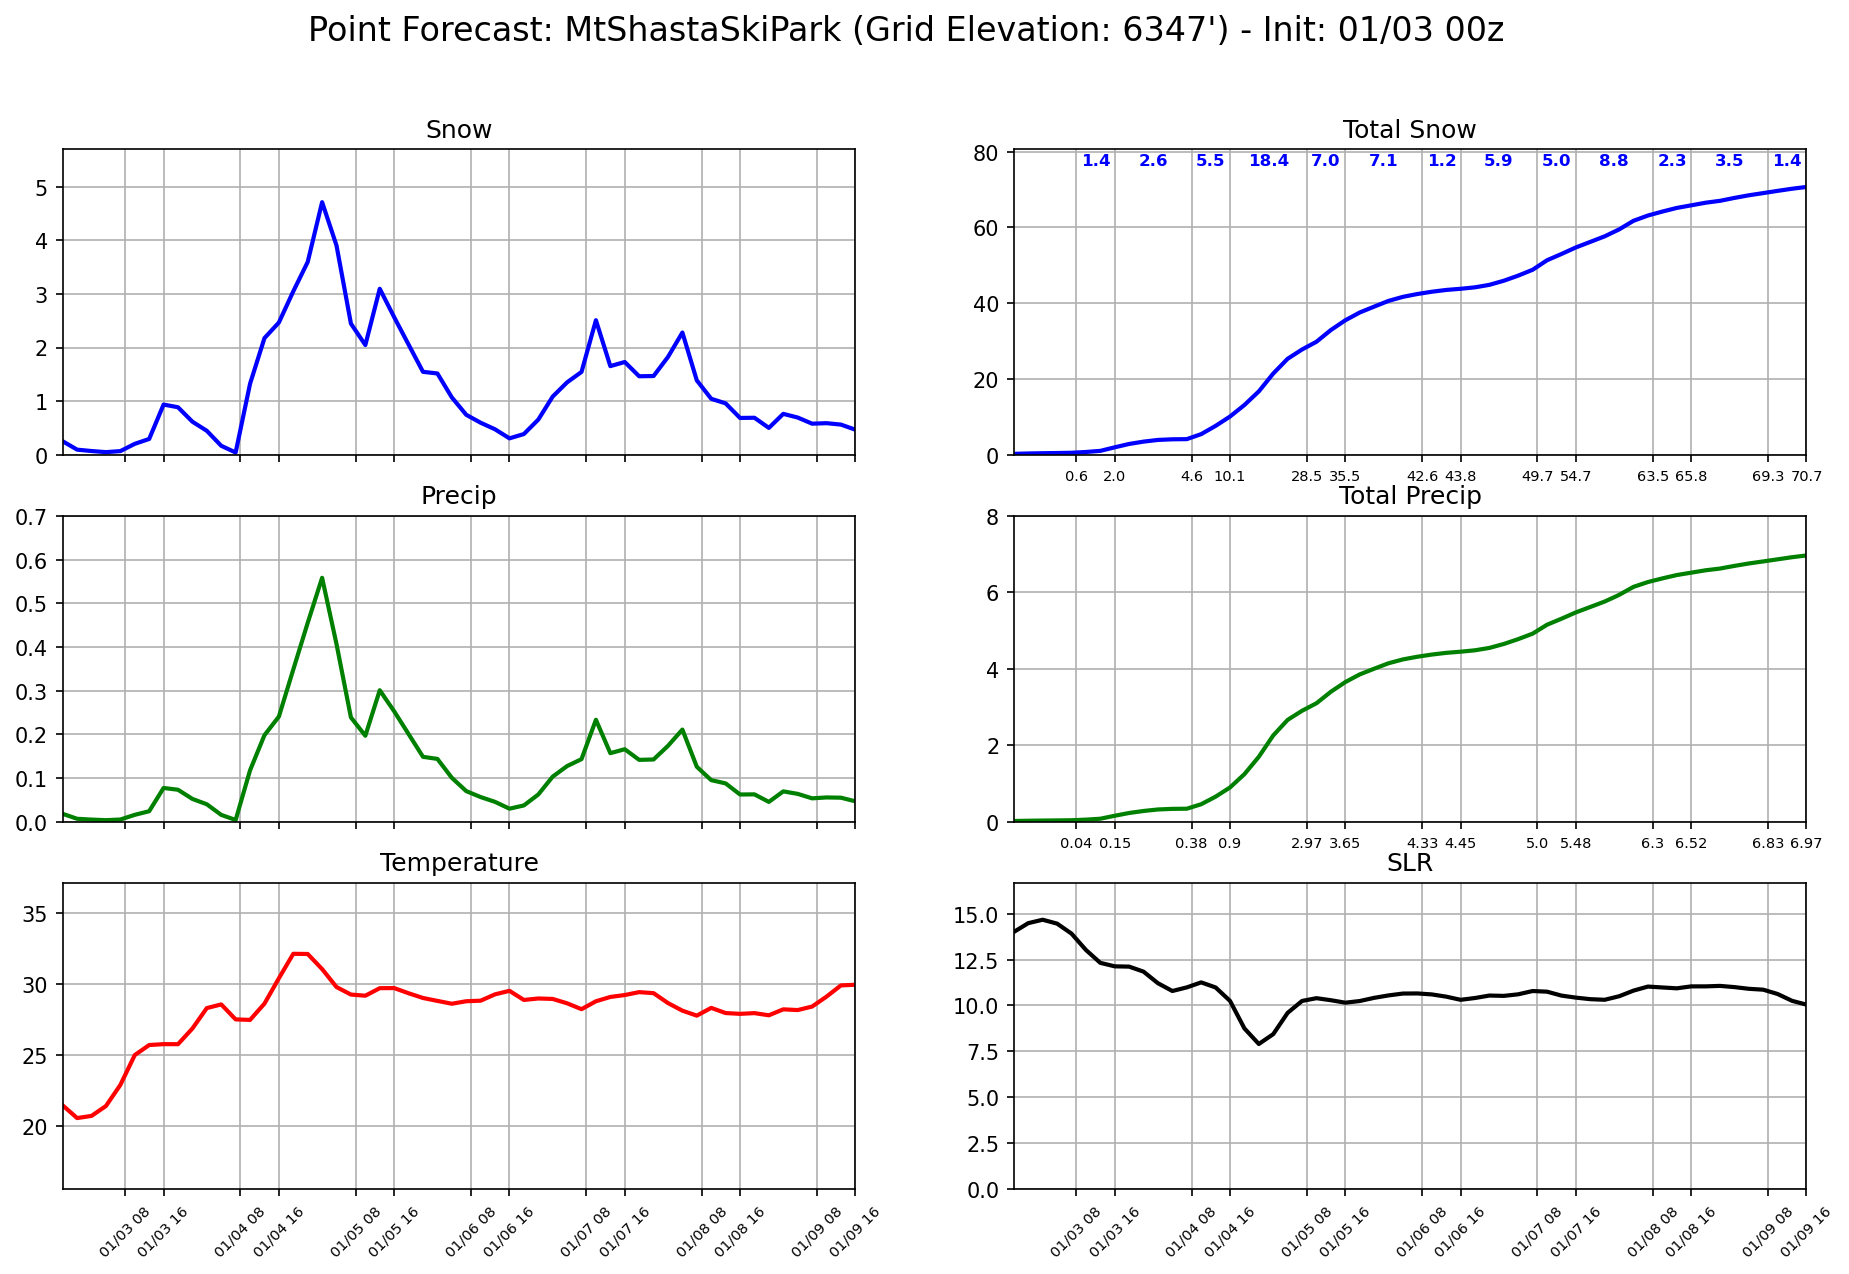 Point Forecast: MtShastaSkiPark (Grid Elevation: 6347') - Init: 01/03 00z
Snow
5
4
3
2
1
0
Total Snow
80
60
40
20
0
1.4 2.6 5.5 18.4 7.0 7.1 1.2 5.9 5.0 8.8 2.3 3.5 1.4
0.6 2.0 4.6 10.1 28.5 35.5 42.6 43.8 49.7 54.7 63.5 65.8 69.3 70.7
Precip
0.7
0.6
0.5
0.4
0.3
0.2
0.1
0.0
Total Precip
8
6
4
2
0
0.04 0.15 0.38 0.9 2.97 3.65 4.33 4.45 5.0 5.48 6.3 6.52 6.83 6.97
Temperature
35
30
25
20
01/03 08 01/03 16 01/04 08 01/04 16 01/05 08 01/05 16 01/06 08 01/06 16 01/07 08 01/07 16 01/08 08 01/08 16 01/09 08 01/09 16
SLR
15.0
12.5
10.0
7.5
5.0
2.5
0.0
01/03 08 01/03 16 01/04 08 01/04 16 01/05 08 01/05 16 01/06 08 01/06 16 01/07 08 01/07 16 01/08 08 01/08 16 01/09 08 01/09 16